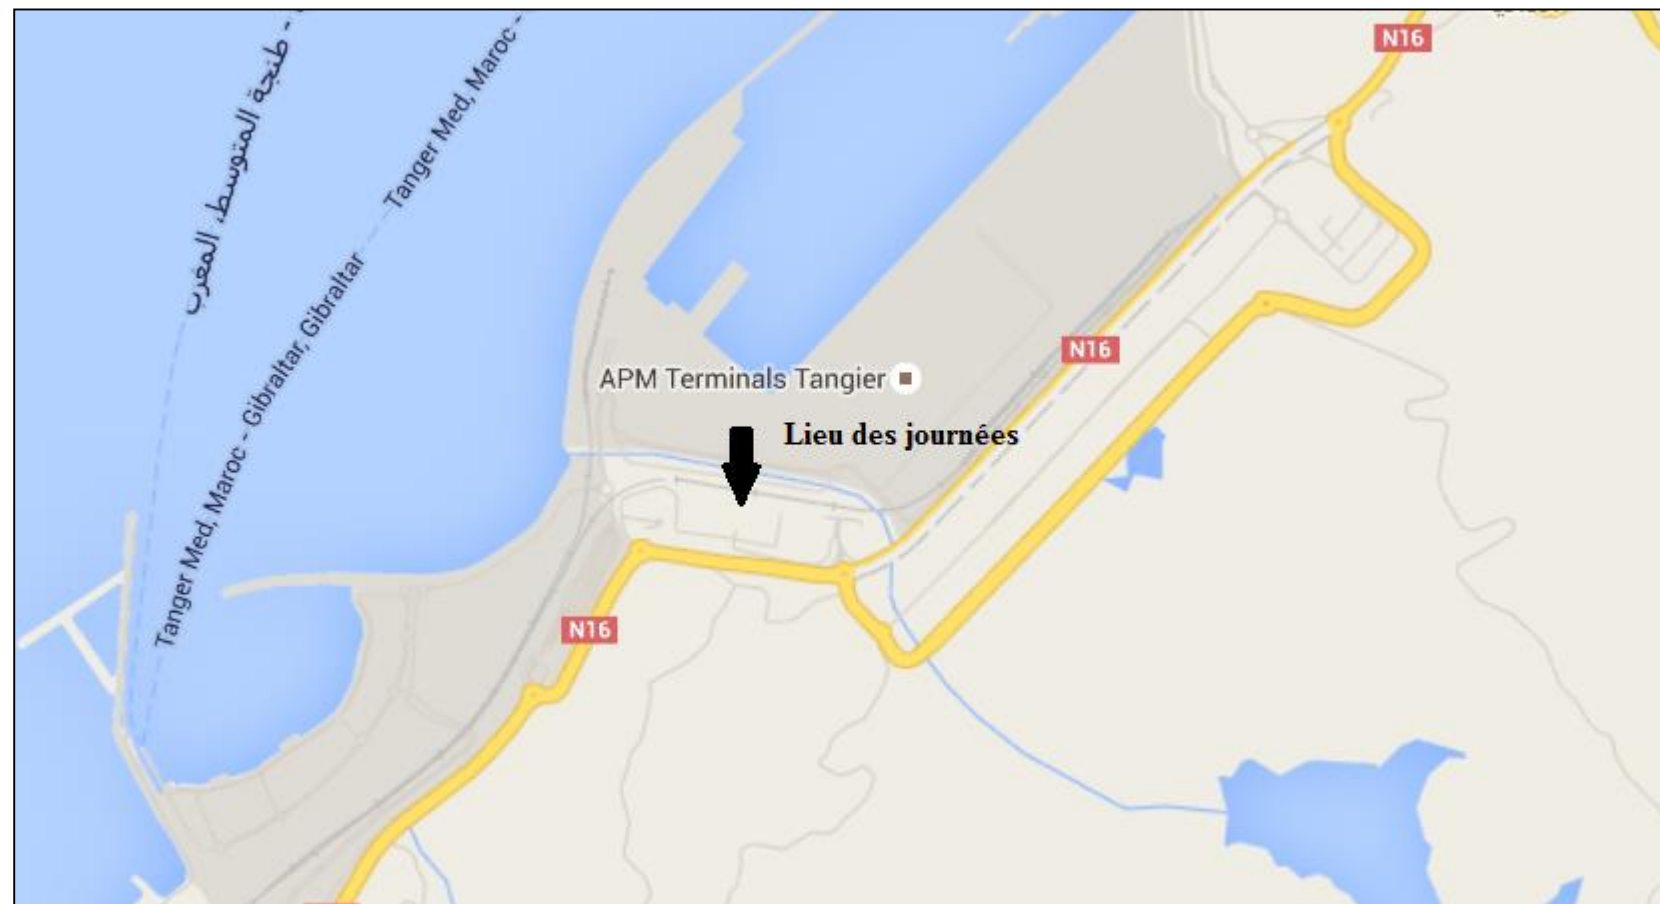 طنجة المتوسط, المغرب -
Tanger Med, Maroc -
Tanger Med, Maroc - Gibraltar, Gibraltar
N16
N16
APM Terminals Tangier
Lieu des journées
N16